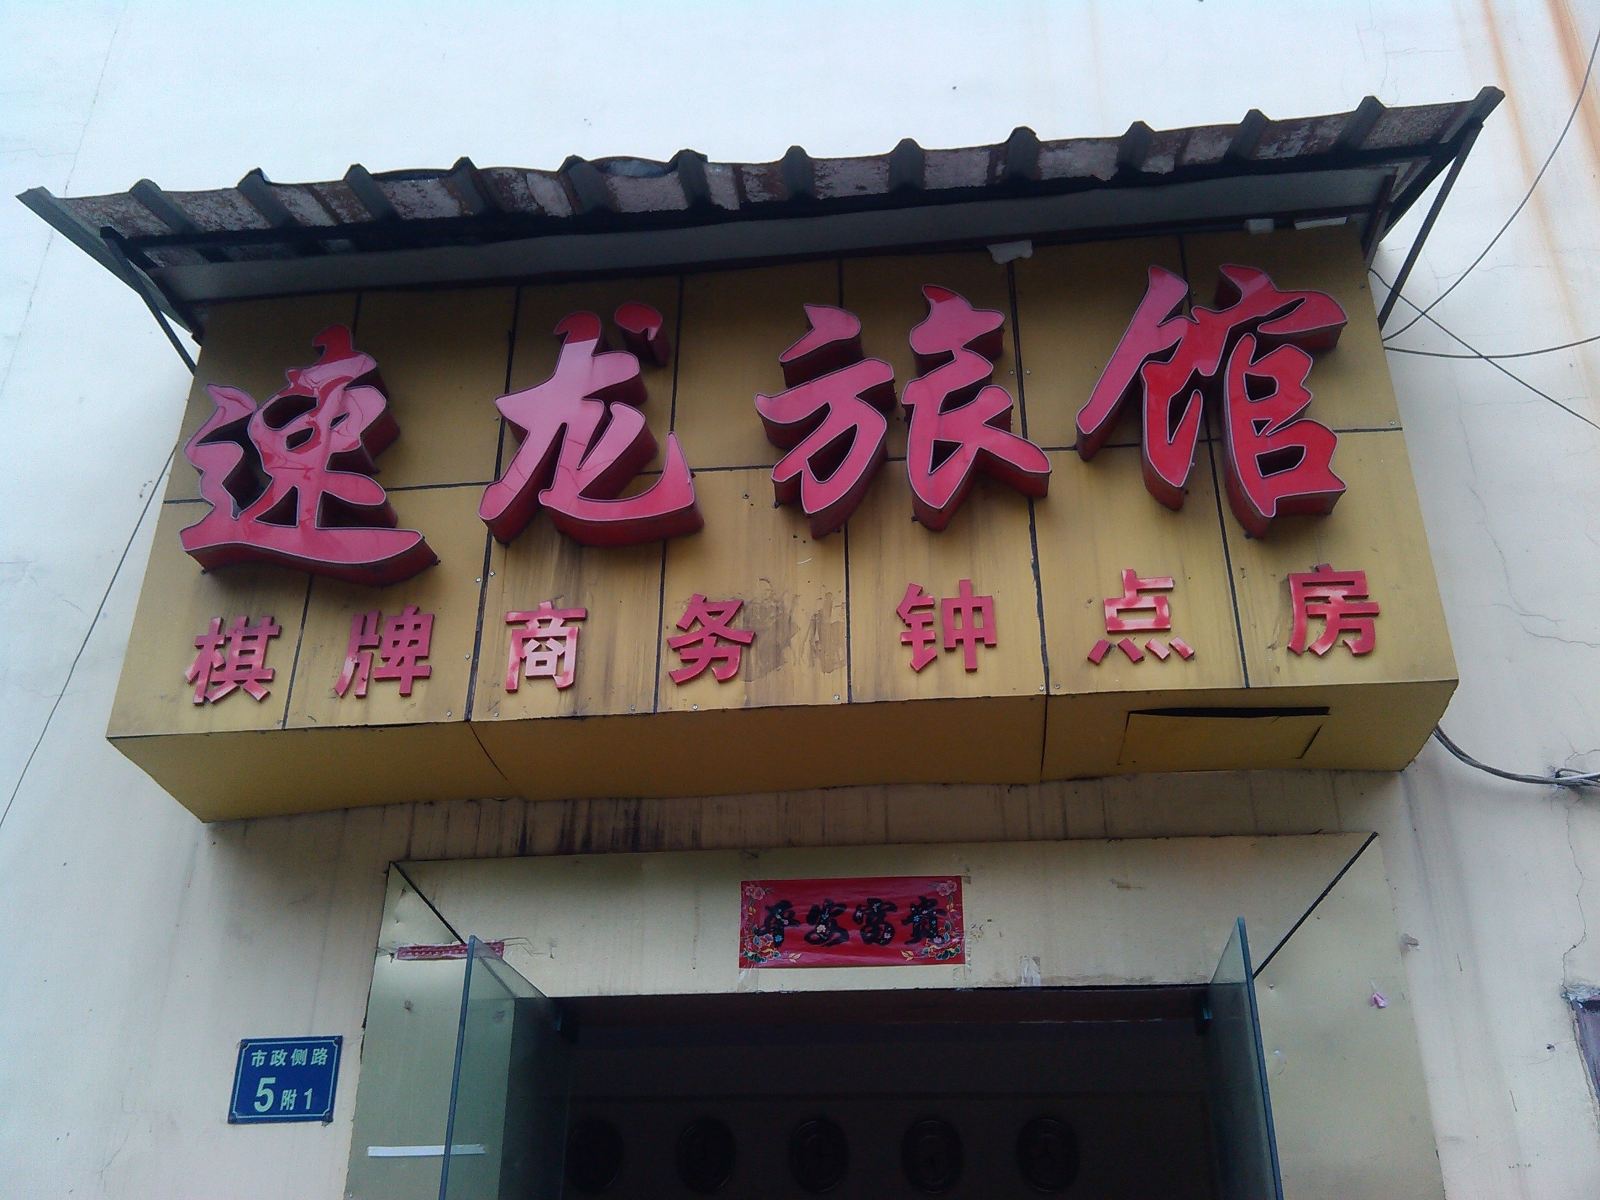 速龙旅馆
棋牌商务 钟点房
平安富贵
市政侧路
5附1